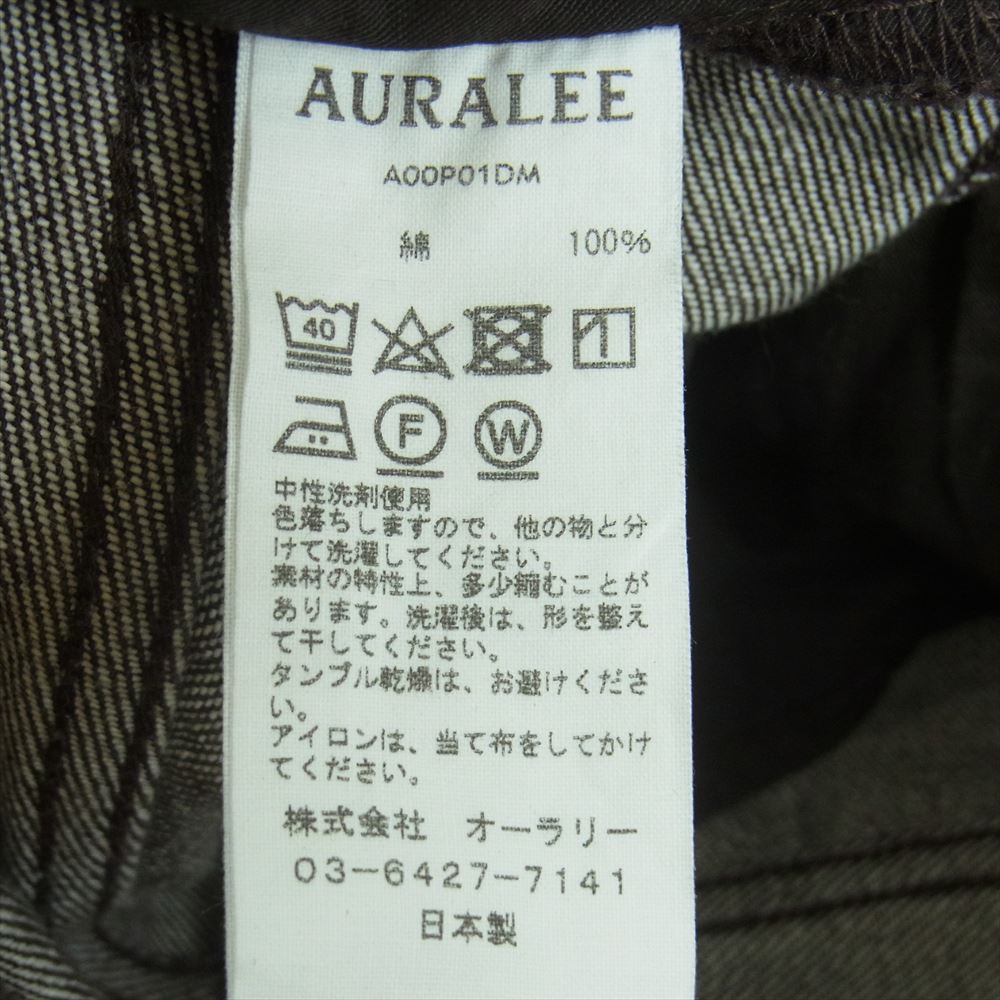 AURALEE
A00P01DM
綿 100%
40
F W
中性洗剤使用
色落ちしますので、他の物と分
けて洗濯してください。
素材の特性上、多少縮むことが
あります。洗濯後は、形を整え
て干してください。
タンブル乾燥は、お避けくださ
い。
アイロンは、当て布をしてかけ
てください。
株式会社 オーラリー
03-6427-7141
日本製